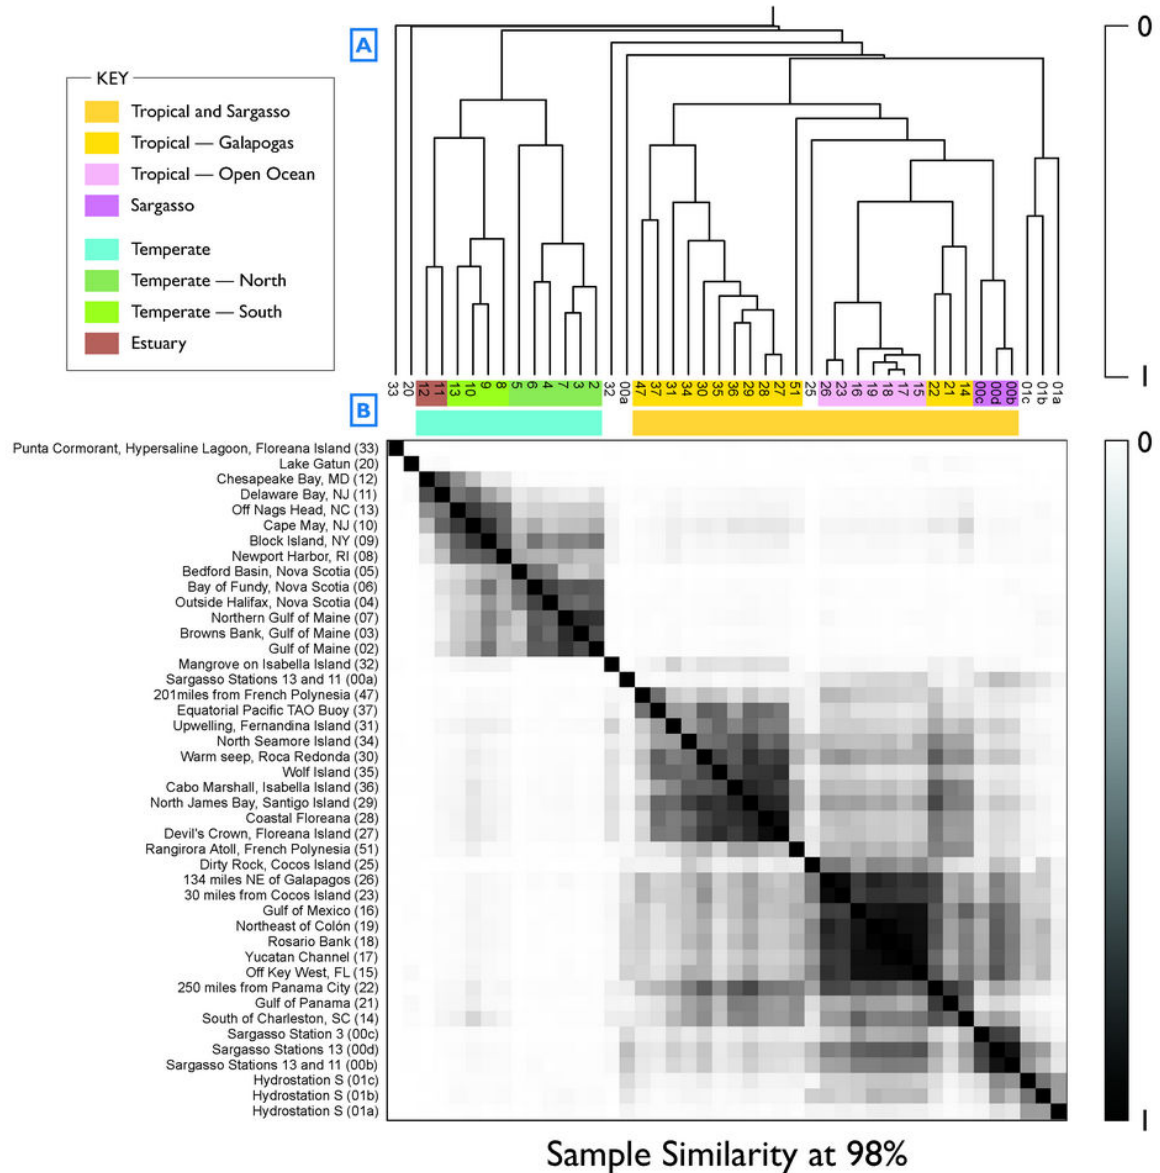 A
0
KEY
Tropical and Sargasso
Tropical — Galapogas
Tropical — Open Ocean
Sargasso
Temperate
Temperate — North
Temperate — South
Estuary
1
33 20 12 11 13 10 9 8 5 6 4 7 3 2 32 00a 47 37 31 34 30 35 36 29 28 27 51 25 26 23 16 19 18 17 15 22 21 14 00c 00d 00b 01c 01b 01a
B
0
Punta Cormorant, Hypersaline Lagoon, Floreana Island (33)
Lake Gatun (20)
Chesapeake Bay, MD (12)
Delaware Bay, NJ (11)
Off Nags Head, NC (13)
Cape May, NJ (10)
Block Island, NY (09)
Newport Harbor, RI (08)
Bedford Basin, Nova Scotia (05)
Bay of Fundy, Nova Scotia (06)
Outside Halifax, Nova Scotia (04)
Northern Gulf of Maine (07)
Browns Bank, Gulf of Maine (03)
Gulf of Maine (02)
Mangrove on Isabella Island (32)
Sargasso Stations 13 and 11 (00a)
201miles from French Polynesia (47)
Equatorial Pacific TAO Buoy (37)
Upwelling, Fernandina Island (31)
North Seamore Island (34)
Warm seep, Roca Redonda (30)
Wolf Island (35)
Cabo Marshall, Isabella Island (36)
North James Bay, Santigo Island (29)
Coastal Floreana (28)
Devil's Crown, Floreana Island (27)
Rangirora Atoll, French Polynesia (51)
Dirty Rock, Cocos Island (25)
134 miles NE of Galapagos (26)
30 miles from Cocos Island (23)
Gulf of Mexico (16)
Northeast of Colón (19)
Rosario Bank (18)
Yucatan Channel (17)
Off Key West, FL (15)
250 miles from Panama City (22)
Gulf of Panama (21)
South of Charleston, SC (14)
Sargasso Station 3 (00c)
Sargasso Stations 13 (00d)
Sargasso Stations 13 and 11 (00b)
Hydrostation S (01c)
Hydrostation S (01b)
Hydrostation S (01a)
1
Sample Similarity at 98%